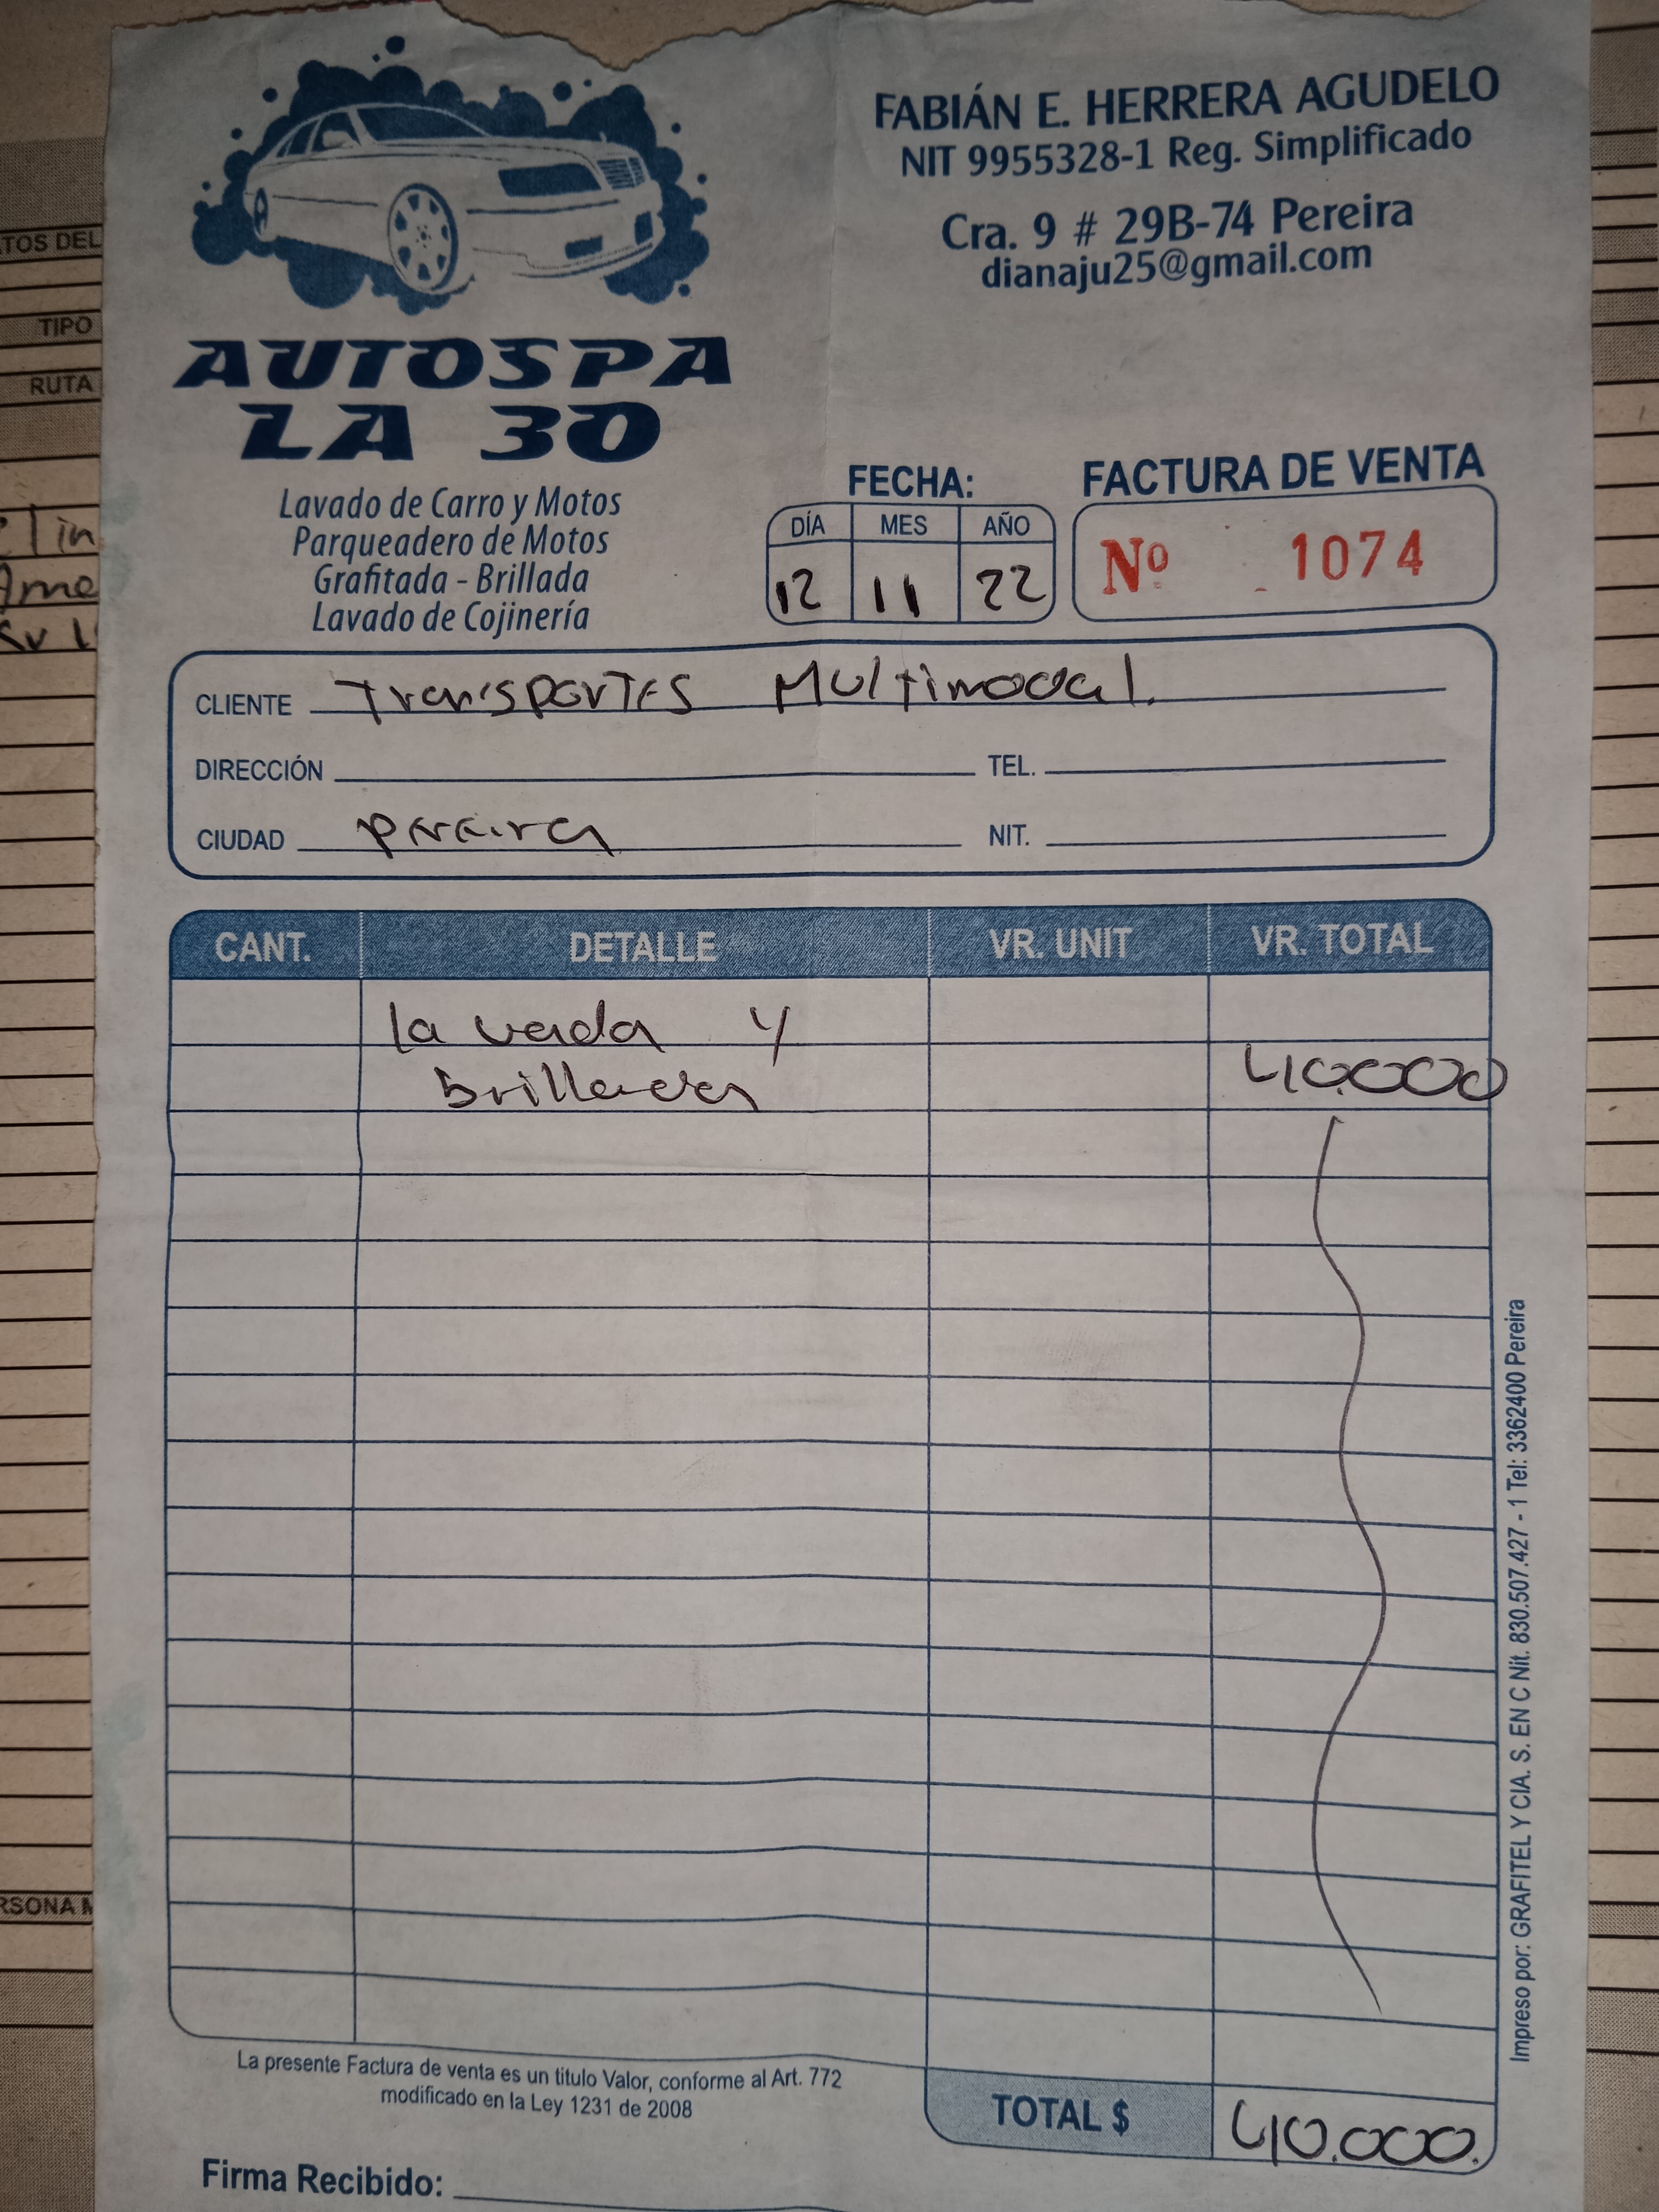 FABIÁN E. HERRERA AGUDELO
NIT 9955328-1 Reg. Simplificado
Cra. 9 # 29B-74 Pereira
dianaju25@gmail.com
AUTOSPA
LA 30
Lavado de Carro y Motos
Parqueadero de Motos
Grafitada - Brillada
Lavado de Cojinería
FECHA:
DÍA MES AÑO
12 11 22
FACTURA DE VENTA
Nº 1074
CLIENTE Transportes Multimodal.
DIRECCIÓN TEL.
CIUDAD pereira NIT.
CANT. DETALLE VR. UNIT VR. TOTAL
la vada y
brillada 40.000
La presente Factura de venta es un titulo Valor, conforme al Art. 772
modificado en la Ley 1231 de 2008
TOTAL $ 40.000.
Firma Recibido:
Impreso por: GRAFITEL Y CIA. S. EN C Nit. 830.507.427 - 1 Tel: 3362400 Pereira
TOS DEL
TIPO
RUTA
RSONA